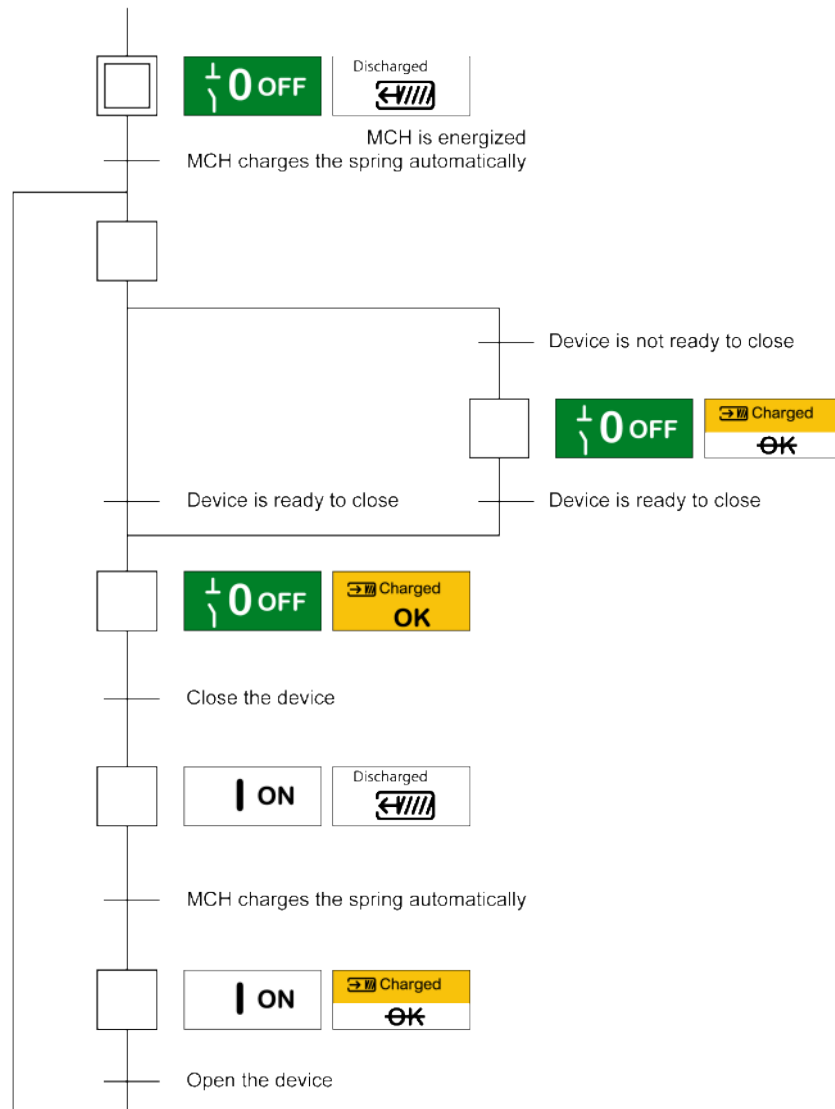 0 OFF
Discharged
MCH is energized
MCH charges the spring automatically
Device is not ready to close
0 OFF
Charged
OK
Device is ready to close
Device is ready to close
0 OFF
Charged
OK
Close the device
I ON
Discharged
MCH charges the spring automatically
I ON
Charged
OK
Open the device